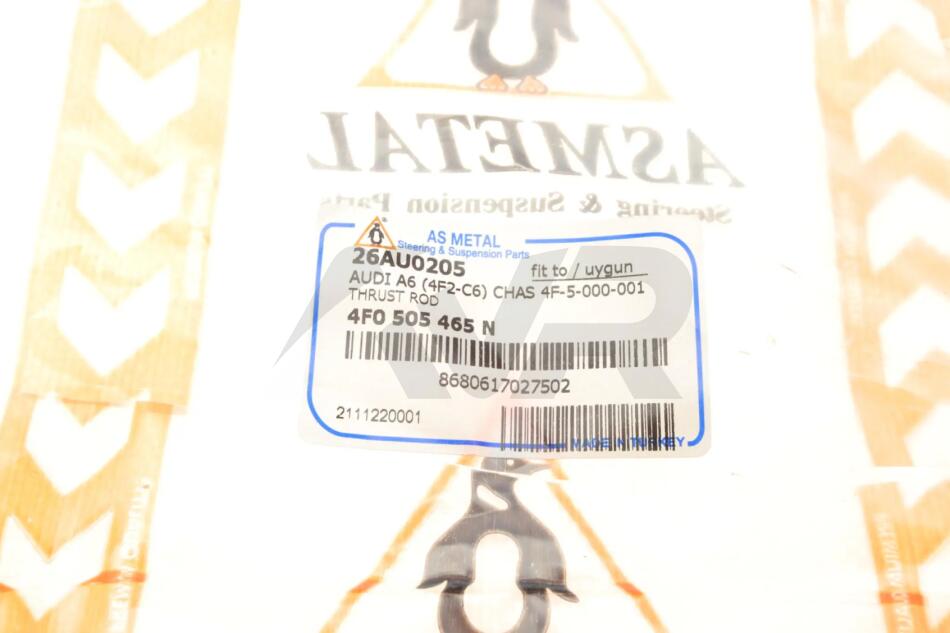 ASMETAL
Steering & Suspension Parts
AS METAL
Steering & Suspension Parts
26AU0205
fit to / uygun
AUDI A6 (4F2-C6) CHAS 4F-5-000-001
THRUST ROD
4F0 505 465 N
8680617027502
2111220001
MADE IN TURKEY